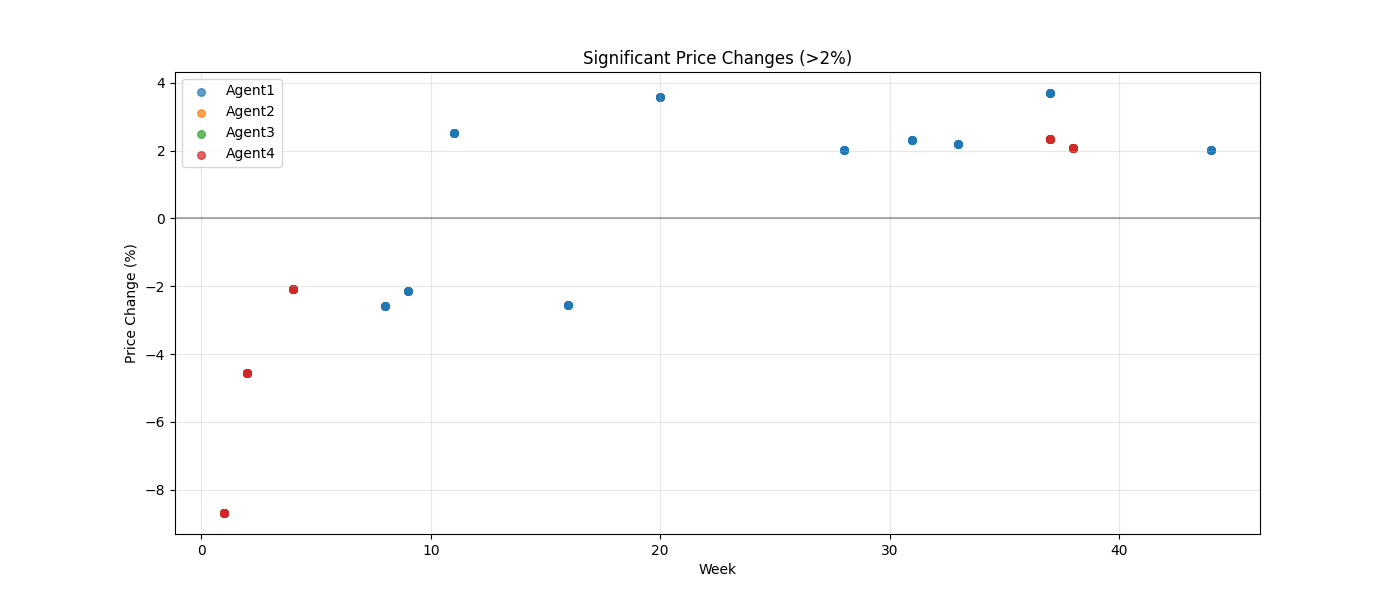 Significant Price Changes (>2%)
Agent1
Agent2
Agent3
Agent4
Price Change (%)
4
2
0
−2
−4
−6
−8
0 10 20 30 40
Week